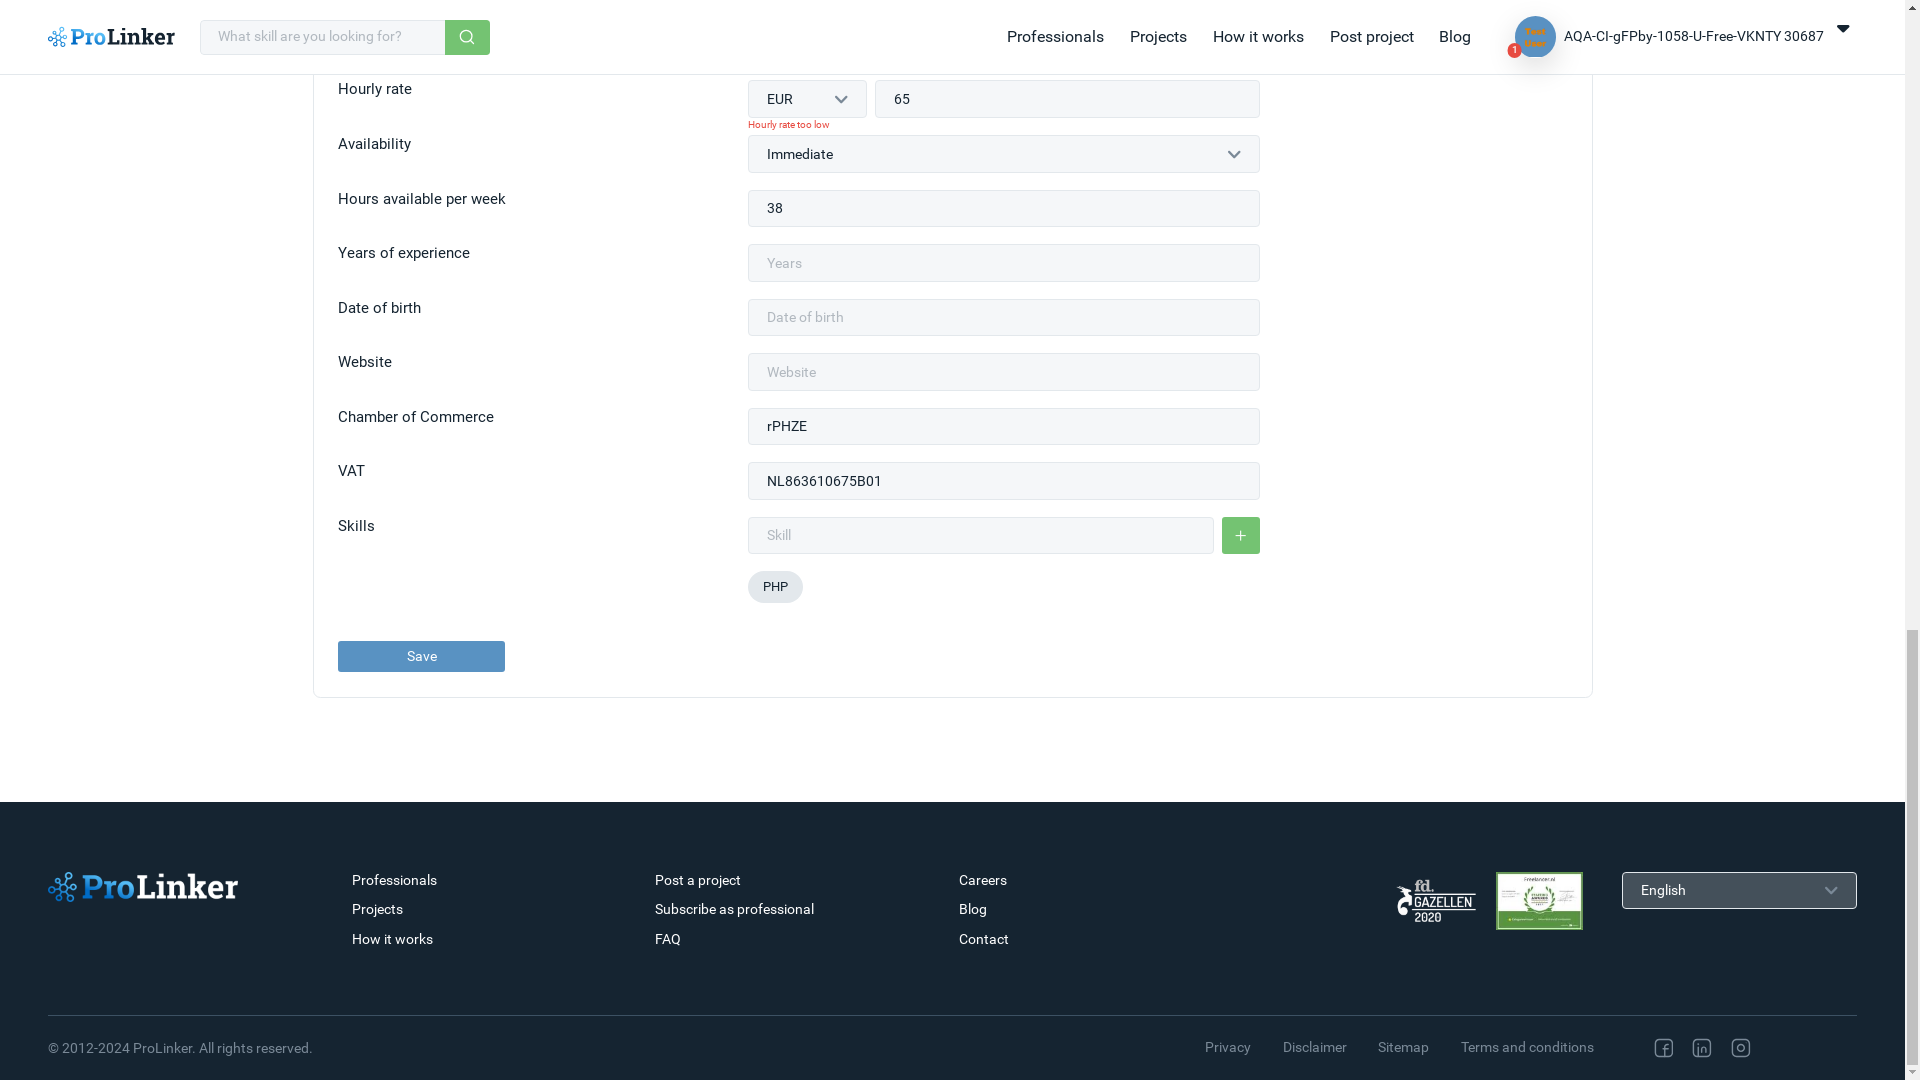 ProLinker
What skill are you looking for?
Professionals
Projects
How it works
Post project
Blog
Test User
1
AQA-CI-gFPby-1058-U-Free-VKNTY 30687
Hourly rate
EUR
65
Hourly rate too low
Availability
Immediate
Hours available per week
38
Years of experience
Years
Date of birth
Date of birth
Website
Website
Chamber of Commerce
rPHZE
VAT
NL863610675B01
Skills
Skill
+
PHP
Save
ProLinker
Professionals
Projects
How it works
Post a project
Subscribe as professional
FAQ
Careers
Blog
Contact
fd.
GAZELLEN
2020
Freelancer.nl
English
© 2012-2024 ProLinker. All rights reserved.
Privacy
Disclaimer
Sitemap
Terms and conditions